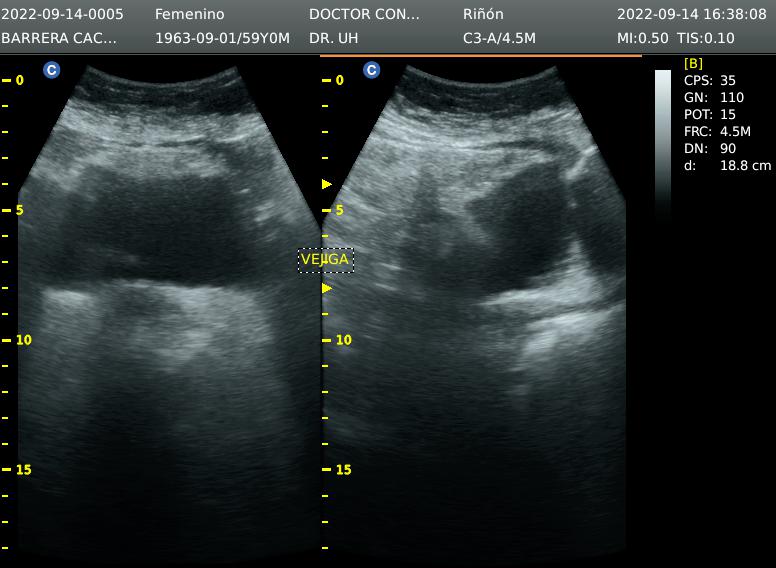 2022-09-14-0005 Femenino DOCTOR CON... Riñón 2022-09-14 16:38:08
BARRERA CAC... 1963-09-01/59Y0M DR. UH C3-A/4.5M MI:0.50 TIS:0.10
C C [B]
0 0 CPS: 35
GN: 110
POT: 15
FRC: 4.5M
DN: 90
d: 18.8 cm
5 5
VEJIGA
10 10
15 15